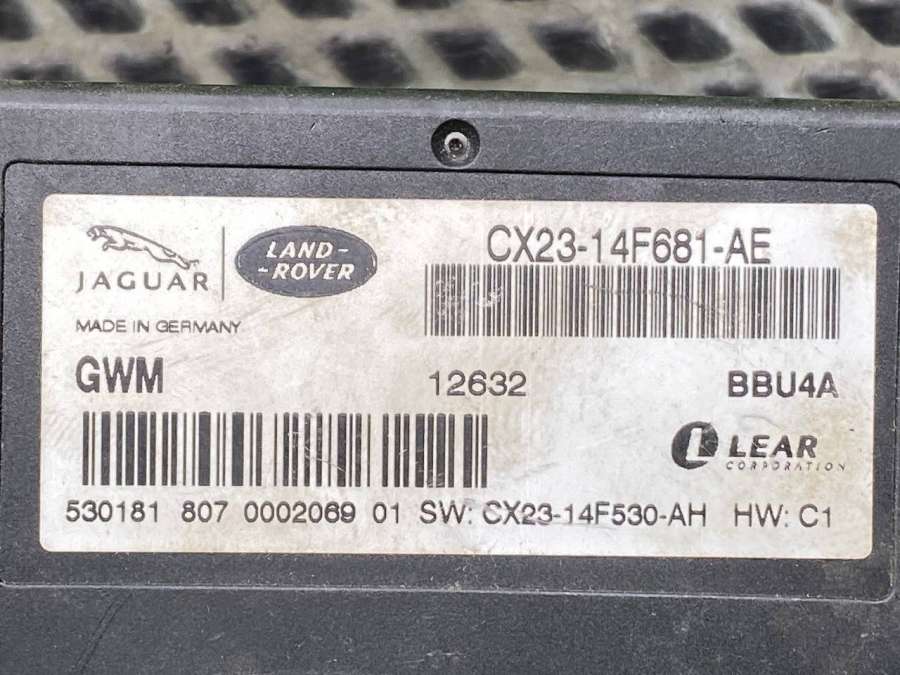 JAGUAR
LAND-
-ROVER
CX23-14F681-AE
MADE IN GERMANY
GWM 12632 BBU4A
L LEAR
CORPORATION
530181 807 0002069 01 SW: CX23-14F530-AH HW: C1